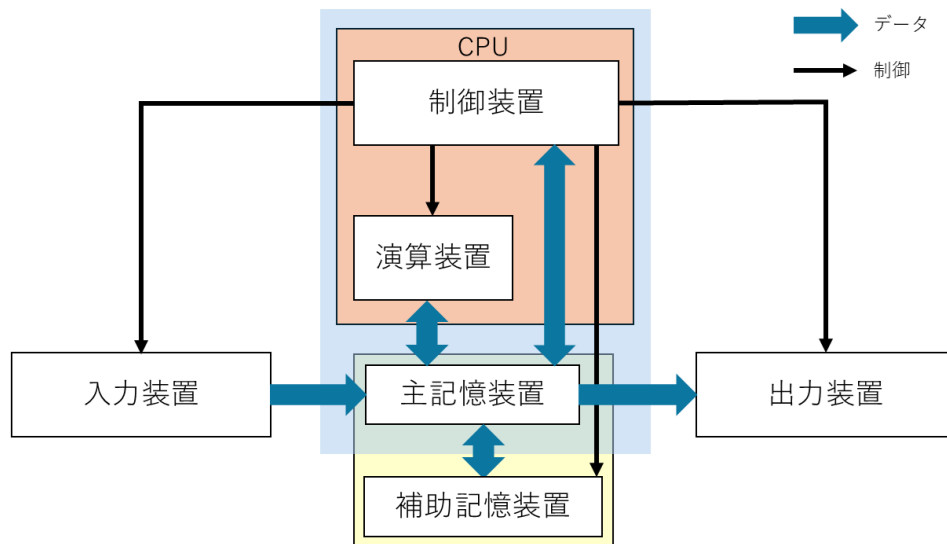 CPU
データ
制御
制御装置
演算装置
入力装置
主記憶装置
出力装置
補助記憶装置